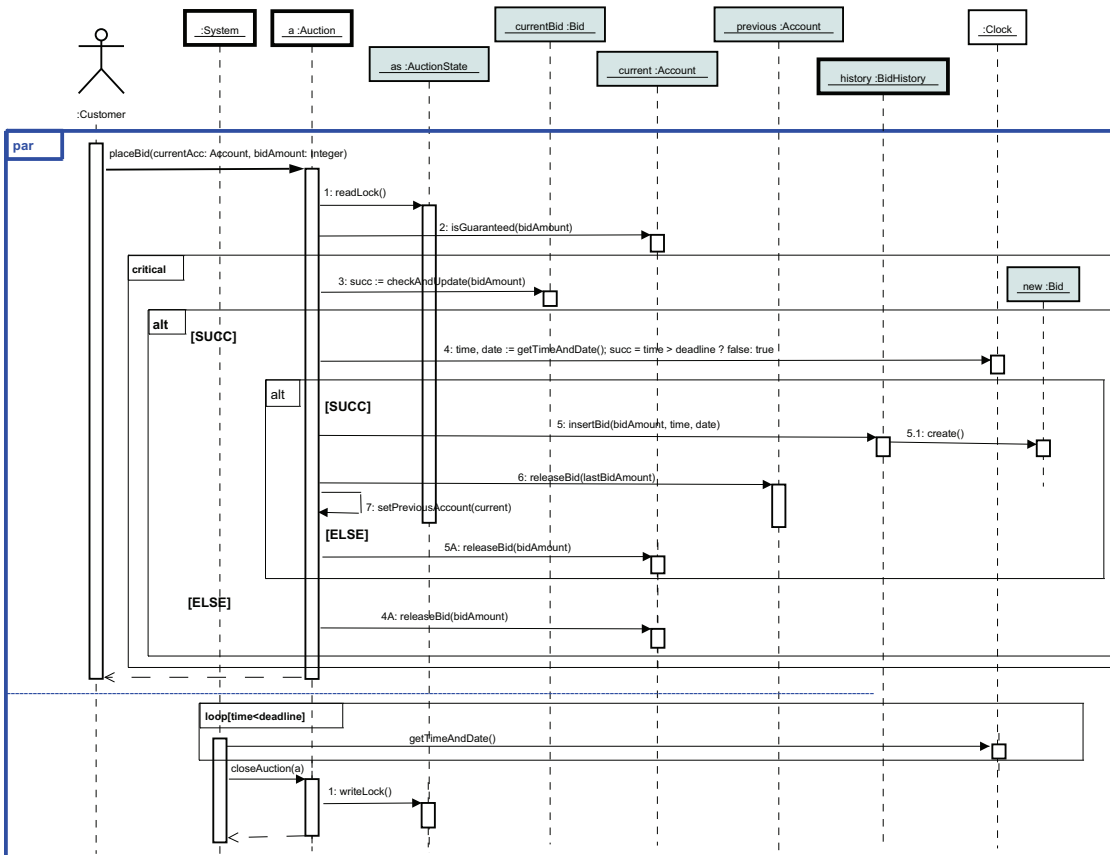 :System
a :Auction
currentBid :Bid
previous :Account
:Clock
as :AuctionState
current :Account
history :BidHistory
:Customer
par
placeBid(currentAcc: Account, bidAmount: Integer)
1: readLock()
2: isGuaranteed(bidAmount)
critical
3: succ := checkAndUpdate(bidAmount)
new :Bid
alt
[SUCC]
4: time, date := getTimeAndDate(); succ = time > deadline ? false: true
alt
[SUCC]
5: insertBid(bidAmount, time, date)
5.1: create()
6: releaseBid(lastBidAmount)
7: setPreviousAccount(current)
[ELSE]
5A: releaseBid(bidAmount)
[ELSE]
4A: releaseBid(bidAmount)
loop[time<deadline]
getTimeAndDate()
closeAuction(a)
1: writeLock()